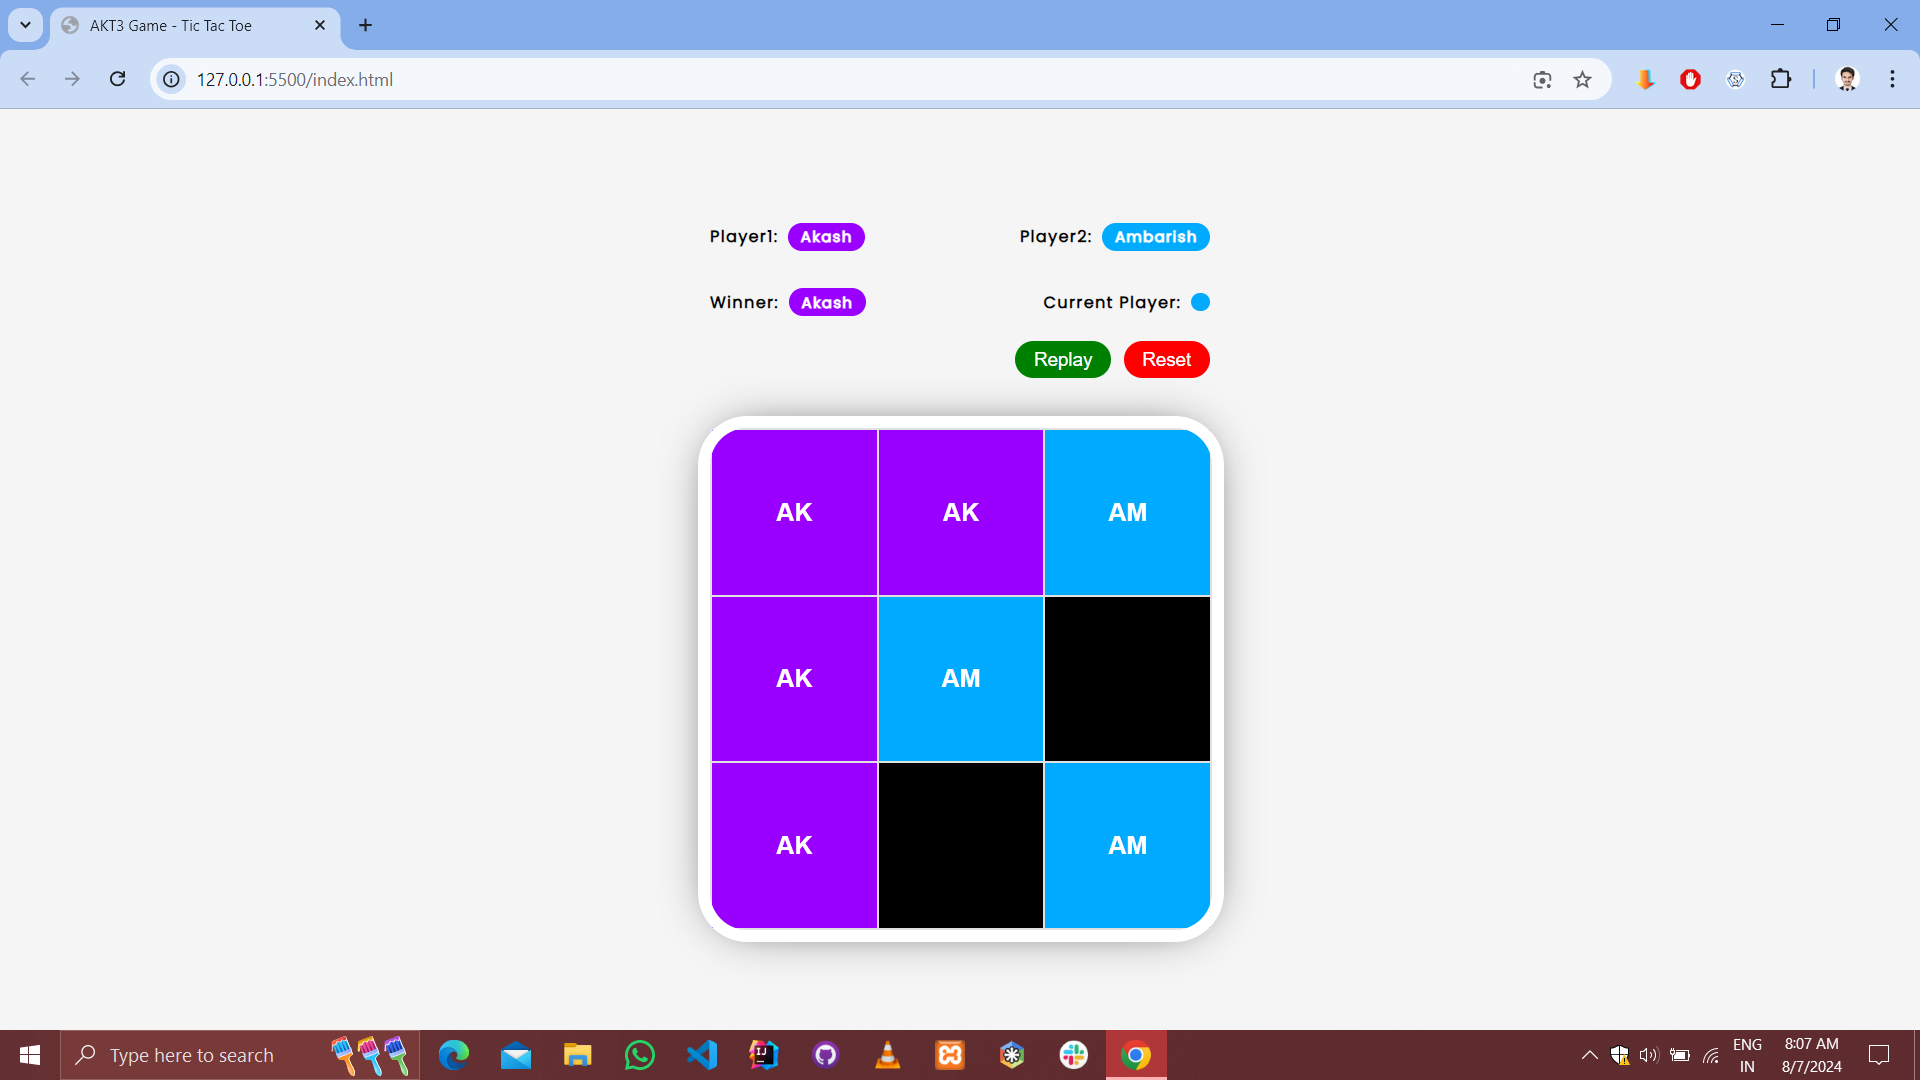 AKT3 Game - Tic Tac Toe
127.0.0.1:5500/index.html
Player1: Akash
Player2: Ambarish
Winner: Akash
Current Player:
Replay
Reset
AK AK AM
AK AM
AK AM
Type here to search
ENG
IN
8:07 AM
8/7/2024